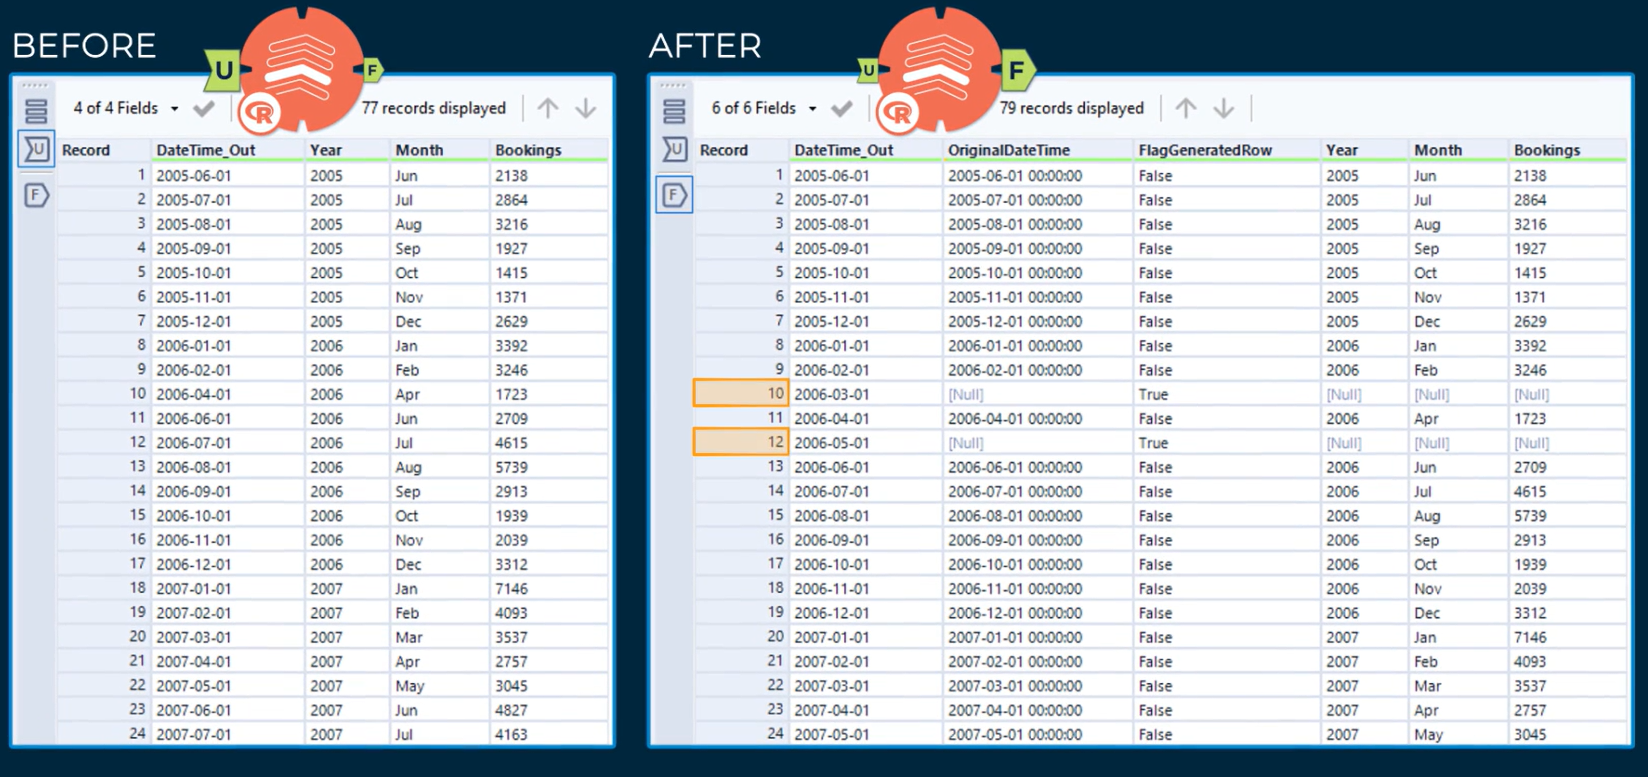 BEFORE
U
F
R
4 of 4 Fields
77 records displayed
U
F
Record DateTime_Out Year Month Bookings
1 2005-06-01 2005 Jun 2138
2 2005-07-01 2005 Jul 2864
3 2005-08-01 2005 Aug 3216
4 2005-09-01 2005 Sep 1927
5 2005-10-01 2005 Oct 1415
6 2005-11-01 2005 Nov 1371
7 2005-12-01 2005 Dec 2629
8 2006-01-01 2006 Jan 3392
9 2006-02-01 2006 Feb 3246
10 2006-04-01 2006 Apr 1723
11 2006-06-01 2006 Jun 2709
12 2006-07-01 2006 Jul 4615
13 2006-08-01 2006 Aug 5739
14 2006-09-01 2006 Sep 2913
15 2006-10-01 2006 Oct 1939
16 2006-11-01 2006 Nov 2039
17 2006-12-01 2006 Dec 3312
18 2007-01-01 2007 Jan 7146
19 2007-02-01 2007 Feb 4093
20 2007-03-01 2007 Mar 3537
21 2007-04-01 2007 Apr 2757
22 2007-05-01 2007 May 3045
23 2007-06-01 2007 Jun 4827
24 2007-07-01 2007 Jul 4163
AFTER
U
F
R
6 of 6 Fields
79 records displayed
U
F
Record DateTime_Out OriginalDateTime FlagGeneratedRow Year Month Bookings
1 2005-06-01 2005-06-01 00:00:00 False 2005 Jun 2138
2 2005-07-01 2005-07-01 00:00:00 False 2005 Jul 2864
3 2005-08-01 2005-08-01 00:00:00 False 2005 Aug 3216
4 2005-09-01 2005-09-01 00:00:00 False 2005 Sep 1927
5 2005-10-01 2005-10-01 00:00:00 False 2005 Oct 1415
6 2005-11-01 2005-11-01 00:00:00 False 2005 Nov 1371
7 2005-12-01 2005-12-01 00:00:00 False 2005 Dec 2629
8 2006-01-01 2006-01-01 00:00:00 False 2006 Jan 3392
9 2006-02-01 2006-02-01 00:00:00 False 2006 Feb 3246
10 2006-03-01 [Null] True [Null] [Null] [Null]
11 2006-04-01 2006-04-01 00:00:00 False 2006 Apr 1723
12 2006-05-01 [Null] True [Null] [Null] [Null]
13 2006-06-01 2006-06-01 00:00:00 False 2006 Jun 2709
14 2006-07-01 2006-07-01 00:00:00 False 2006 Jul 4615
15 2006-08-01 2006-08-01 00:00:00 False 2006 Aug 5739
16 2006-09-01 2006-09-01 00:00:00 False 2006 Sep 2913
17 2006-10-01 2006-10-01 00:00:00 False 2006 Oct 1939
18 2006-11-01 2006-11-01 00:00:00 False 2006 Nov 2039
19 2006-12-01 2006-12-01 00:00:00 False 2006 Dec 3312
20 2007-01-01 2007-01-01 00:00:00 False 2007 Jan 7146
21 2007-02-01 2007-02-01 00:00:00 False 2007 Feb 4093
22 2007-03-01 2007-03-01 00:00:00 False 2007 Mar 3537
23 2007-04-01 2007-04-01 00:00:00 False 2007 Apr 2757
24 2007-05-01 2007-05-01 00:00:00 False 2007 May 3045